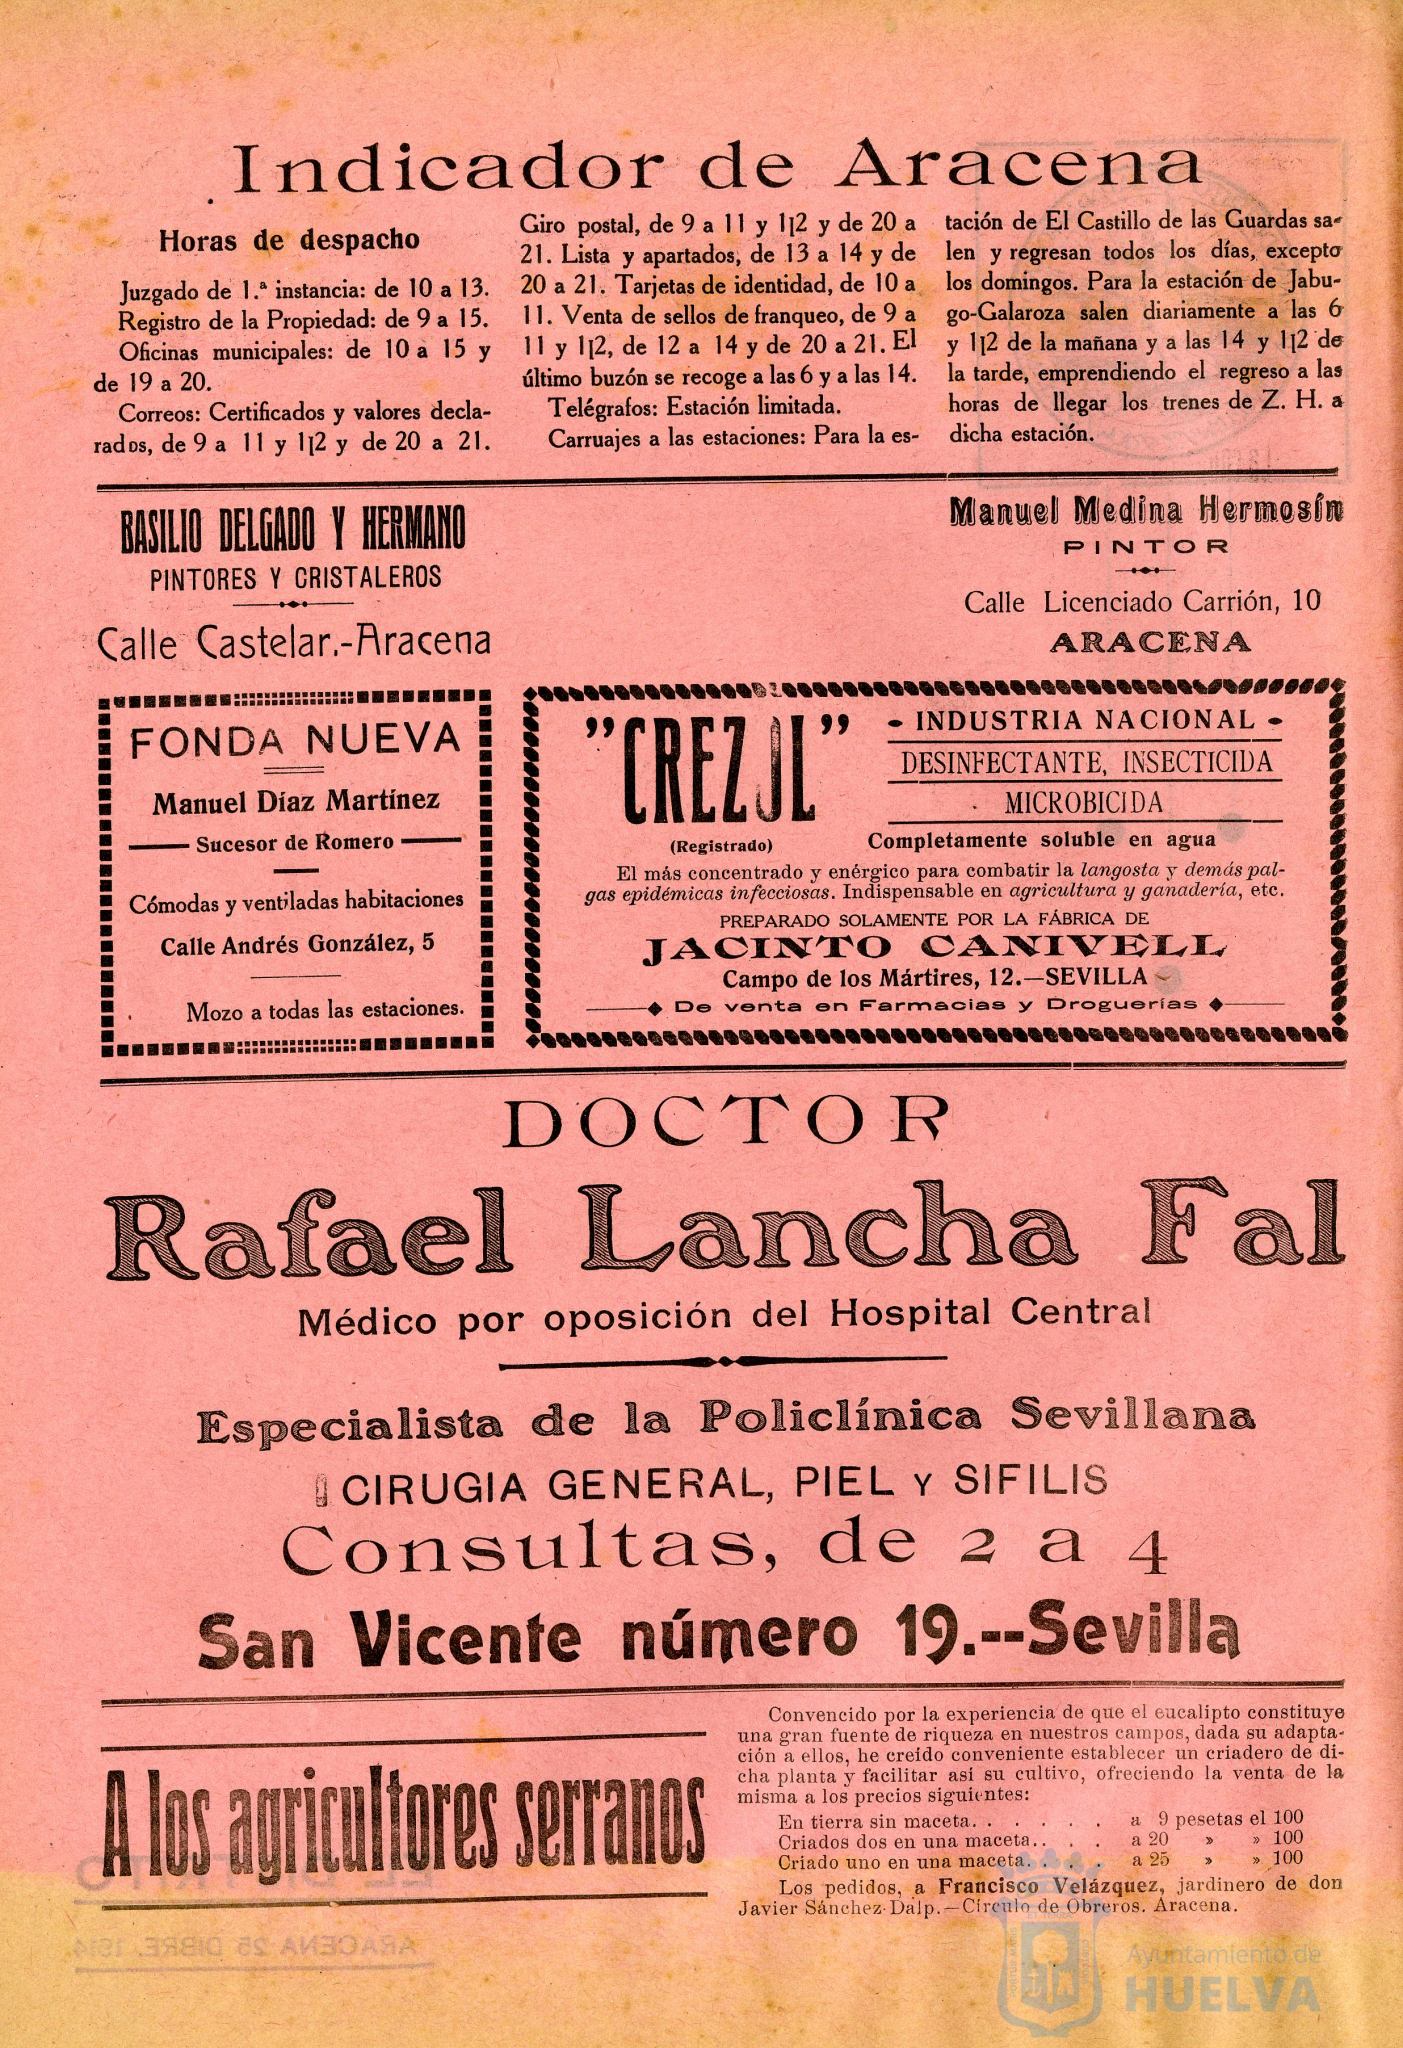 Indicador de Aracena
Horas de despacho
Juzgado de 1.ª instancia: de 10 a 13.
Registro de la Propiedad: de 9 a 15.
Oficinas municipales: de 10 a 15 y
de 19 a 20.
Correos: Certificados y valores decla-
rados, de 9 a 11 y 1|2 y de 20 a 21.
Giro postal, de 9 a 11 y 1|2 y de 20 a
21. Lista y apartados, de 13 a 14 y de
20 a 21. Tarjetas de identidad, de 10 a
11. Venta de sellos de franqueo, de 9 a
11 y 1|2, de 12 a 14 y de 20 a 21. El
último buzón se recoge a las 6 y a las 14.
Telégrafos: Estación limitada.
Carruajes a las estaciones: Para la es-
tación de El Castillo de las Guardas sa-
len y regresan todos los días, excepto
los domingos. Para la estación de Jabu-
go-Galaroza salen diariamente a las 6
y 1|2 de la mañana y a las 14 y 1|2 de
la tarde, emprendiendo el regreso a las
horas de llegar los trenes de Z. H. a
dicha estación.
BASILIO DELGADO Y HERMANO
PINTORES Y CRISTALEROS
Calle Castelar.-Aracena
Manuel Medina Hermosín
PINTOR
Calle Licenciado Carrión, 10
ARACENA
FONDA NUEVA
Manuel Díaz Martínez
Sucesor de Romero
Cómodas y ventiladas habitaciones
Calle Andrés González, 5
Mozo a todas las estaciones.
"CREZOL"
(Registrado)
• INDUSTRIA NACIONAL •
DESINFECTANTE, INSECTICIDA
MICROBICIDA
Completamente soluble en agua
El más concentrado y enérgico para combatir la langosta y demás pal-
gas epidémicas infecciosas. Indispensable en agricultura y ganadería, etc.
PREPARADO SOLAMENTE POR LA FÁBRICA DE
JACINTO CANIVELL
Campo de los Mártires, 12.—SEVILLA
De venta en Farmacias y Droguerías
DOCTOR
Rafael Lancha Fal
Médico por oposición del Hospital Central
Especialista de la Policlínica Sevillana
CIRUGIA GENERAL, PIEL Y SIFILIS
Consultas, de 2 a 4
San Vicente número 19.--Sevilla
A los agricultores serranos
Convencido por la experiencia de que el eucalipto constituye
una gran fuente de riqueza en nuestros campos, dada su adapta-
ción a ellos, he creído conveniente establecer un criadero de di-
cha planta y facilitar así su cultivo, ofreciendo la venta de la
misma a los precios siguientes:
En tierra sin maceta. . . . . . a 9 pesetas el 100
Criados dos en una maceta. . . . a 20 » » 100
Criado uno en una maceta. . . . a 25 » » 100
Los pedidos, a Francisco Velázquez, jardinero de don
Javier Sánchez-Dalp.—Círculo de Obreros. Aracena.
Ayuntamiento de
HUELVA